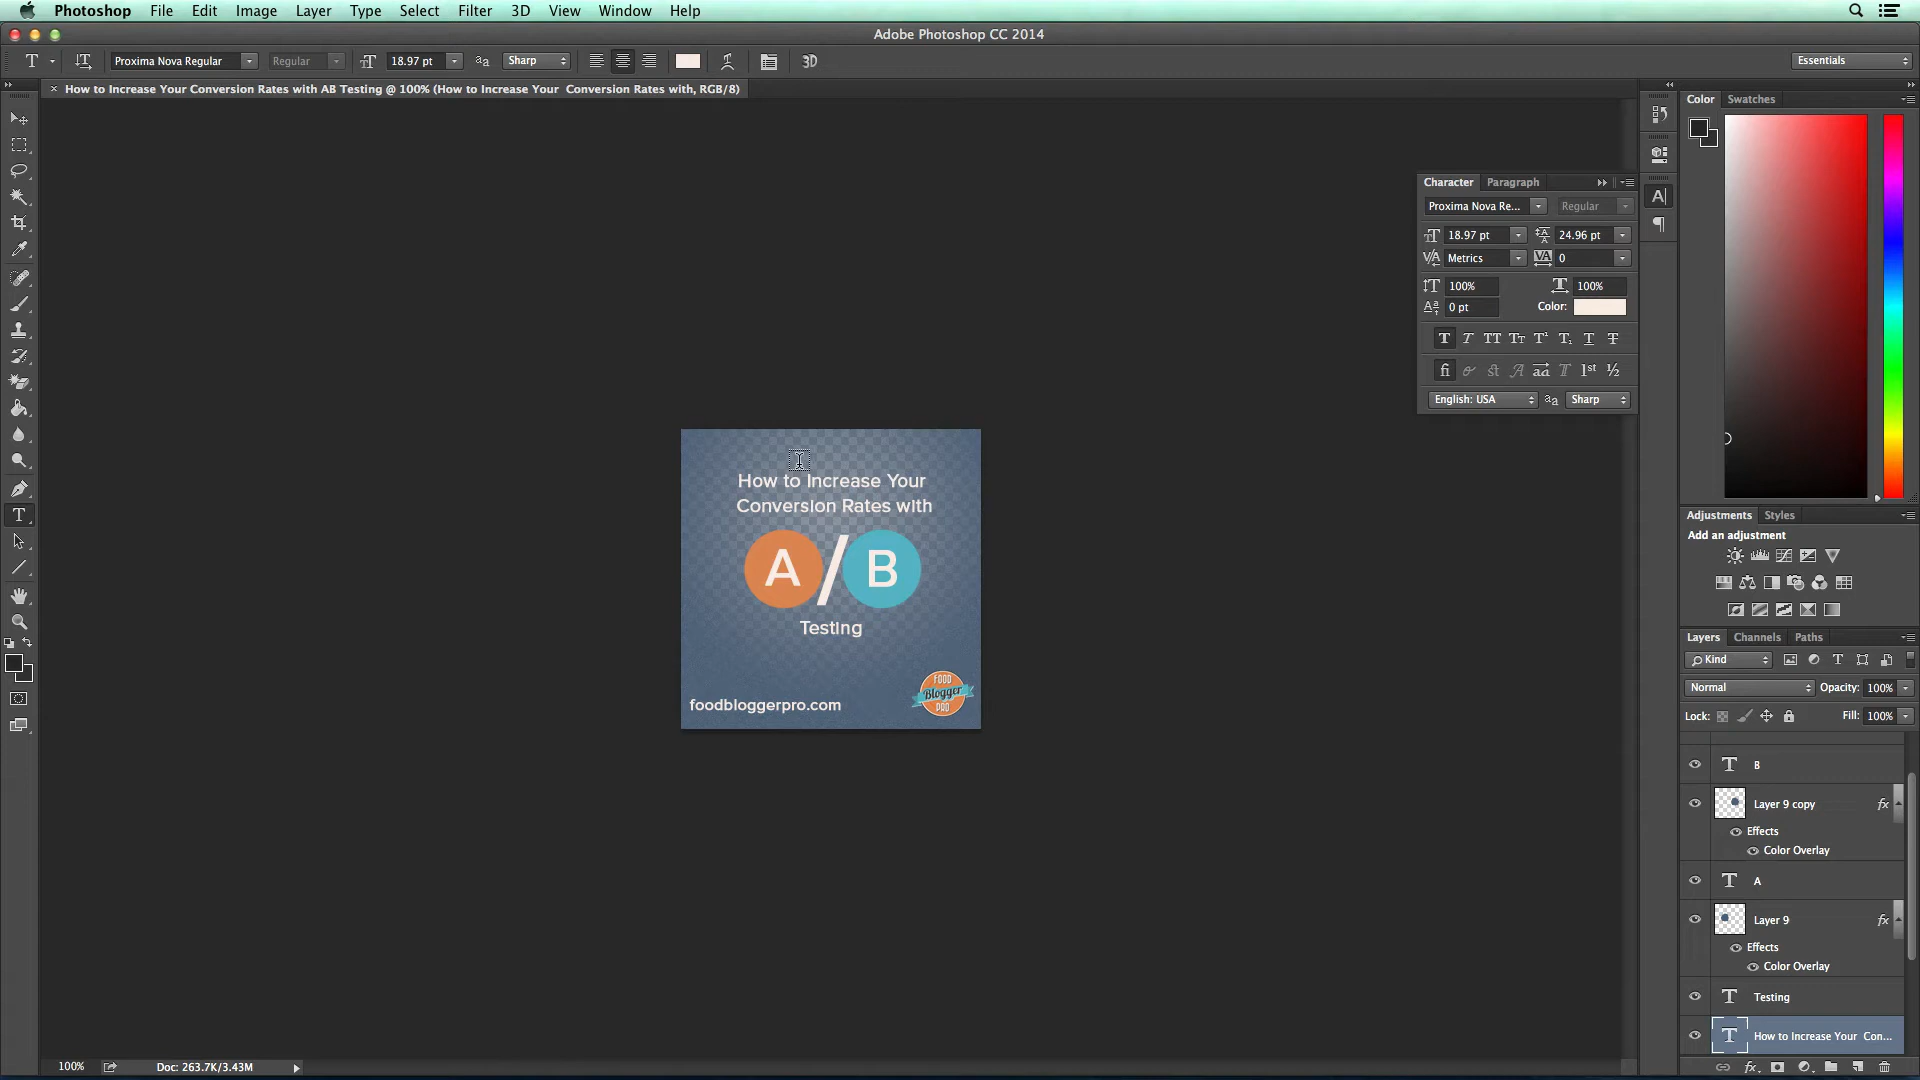 Photoshop File Edit Image Layer Type Select Filter 3D View Window Help
Adobe Photoshop CC 2014
Proxima Nova Regular Regular 18.97 pt Sharp 3D Essentials
How to Increase Your Conversion Rates with AB Testing @ 100% (How to Increase Your  Conversion Rates with, RGB/8)
Color Swatches
Character Paragraph
Proxima Nova Re... Regular
18.97 pt 24.96 pt
Metrics 0
100% 100%
0 pt Color:
English: USA Sharp
How to Increase Your
Conversion Rates with
A/B
Testing
foodbloggerpro.com
FOOD
Blogger
PRO
Adjustments Styles
Add an adjustment
Layers Channels Paths
Kind
Normal Opacity: 100%
Lock: Fill: 100%
B
Layer 9 copy fx
Effects
Color Overlay
A
Layer 9 fx
Effects
Color Overlay
Testing
How to Increase Your  Con...
100% Doc: 263.7K/3.43M